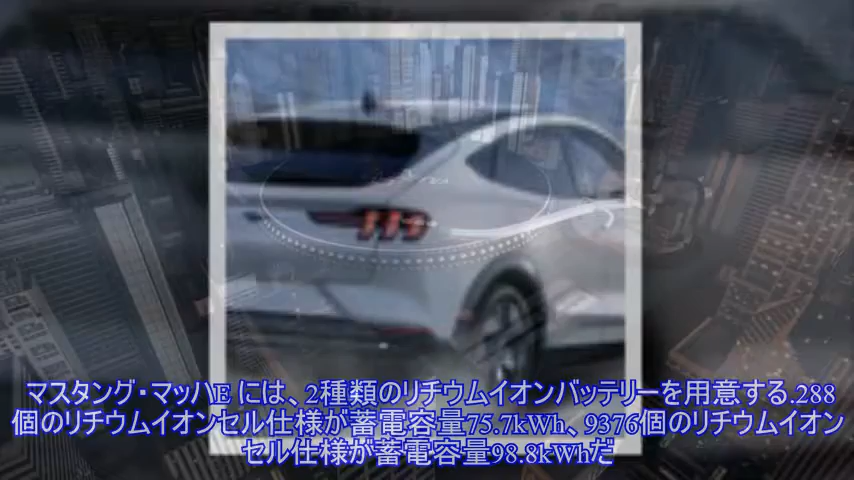 マスタング・マッハE には、2種類のリチウムイオンバッテリーを用意する.288
個のリチウムイオンセル仕様が蓄電容量75.7kWh、9376個のリチウムイオン
セル仕様が蓄電容量98.8kWhだ